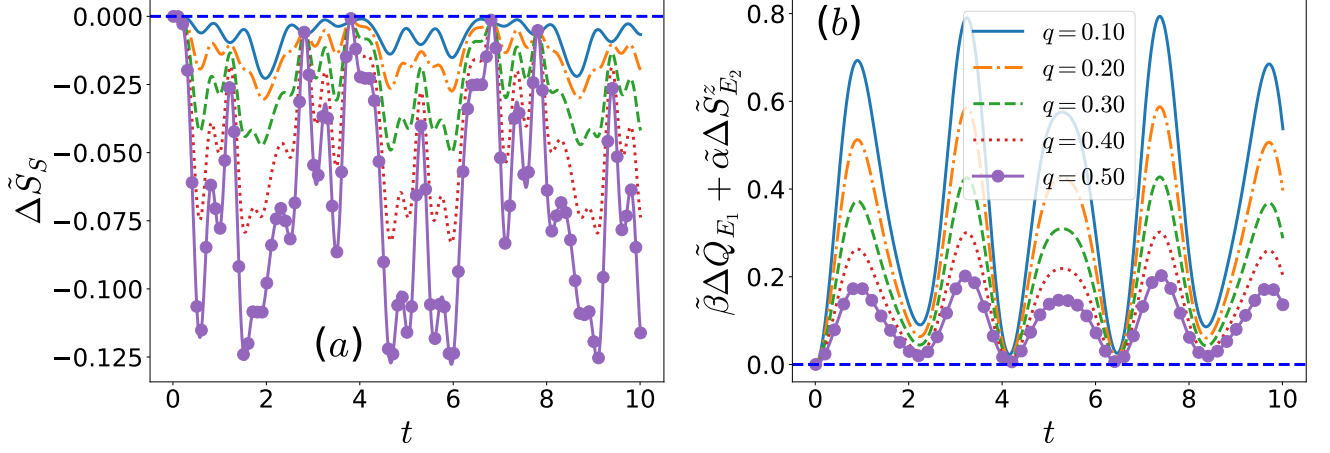 0.000
−0.025
−0.050
−0.075
−0.100
−0.125
ΔS̃_S
(a)
0 2 4 6 8 10
t
(b)
0.8
0.6
0.4
0.2
0.0
β̃ΔQ̃_{E_1} + α̃ΔS̃^z_{E_2}
q = 0.10
q = 0.20
q = 0.30
q = 0.40
q = 0.50
0 2 4 6 8 10
t